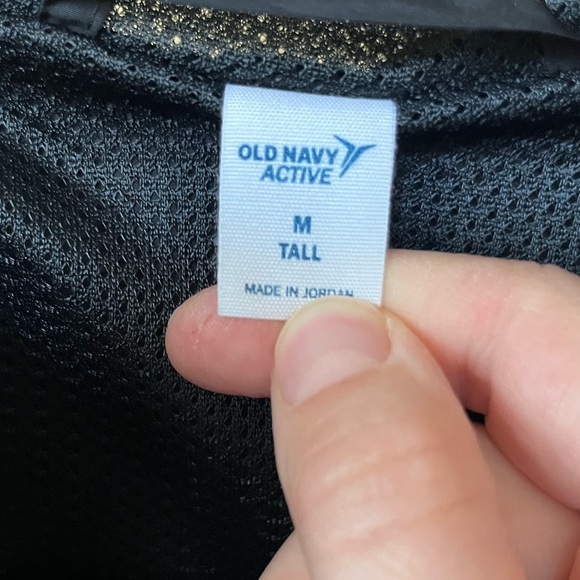 OLD NAVY
ACTIVE
M
TALL
MADE IN JORDAN